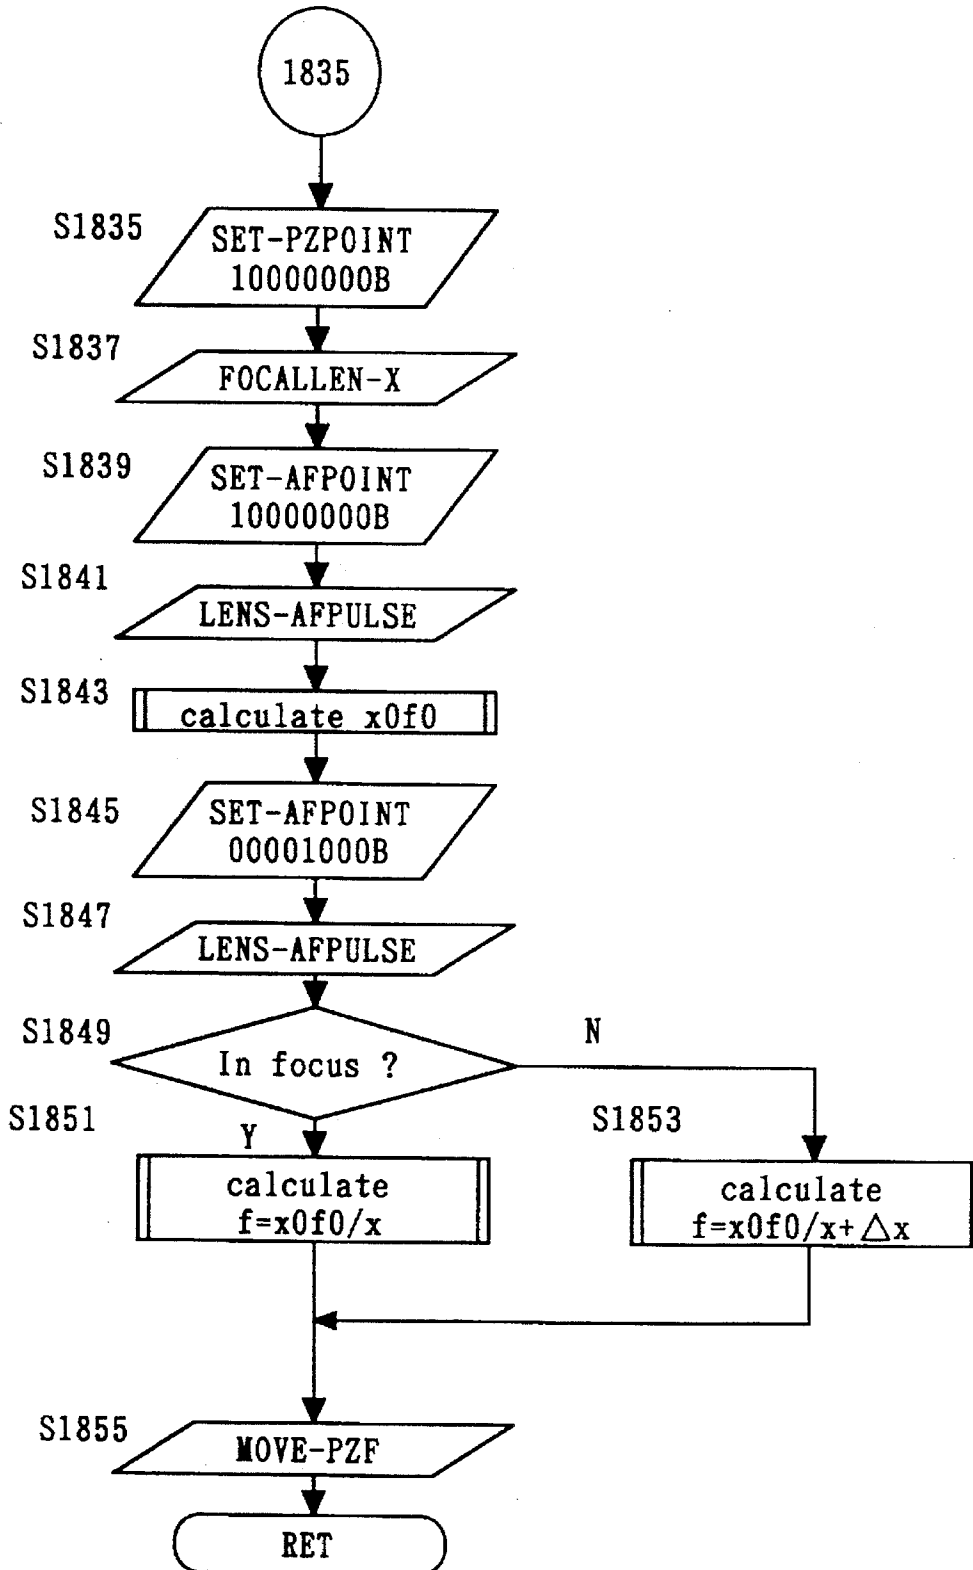 1835
S1835
SET-PZPOINT
10000000B
S1837
FOCALLEN-X
S1839
SET-AFPOINT
10000000B
S1841
LENS-AFPULSE
S1843
calculate x0f0
S1845
SET-AFPOINT
00001000B
S1847
LENS-AFPULSE
S1849
In focus ?
N
S1851
Y
calculate
f=x0f0/x
S1853
calculate
f=x0f0/x+△x
S1855
MOVE-PZF
RET